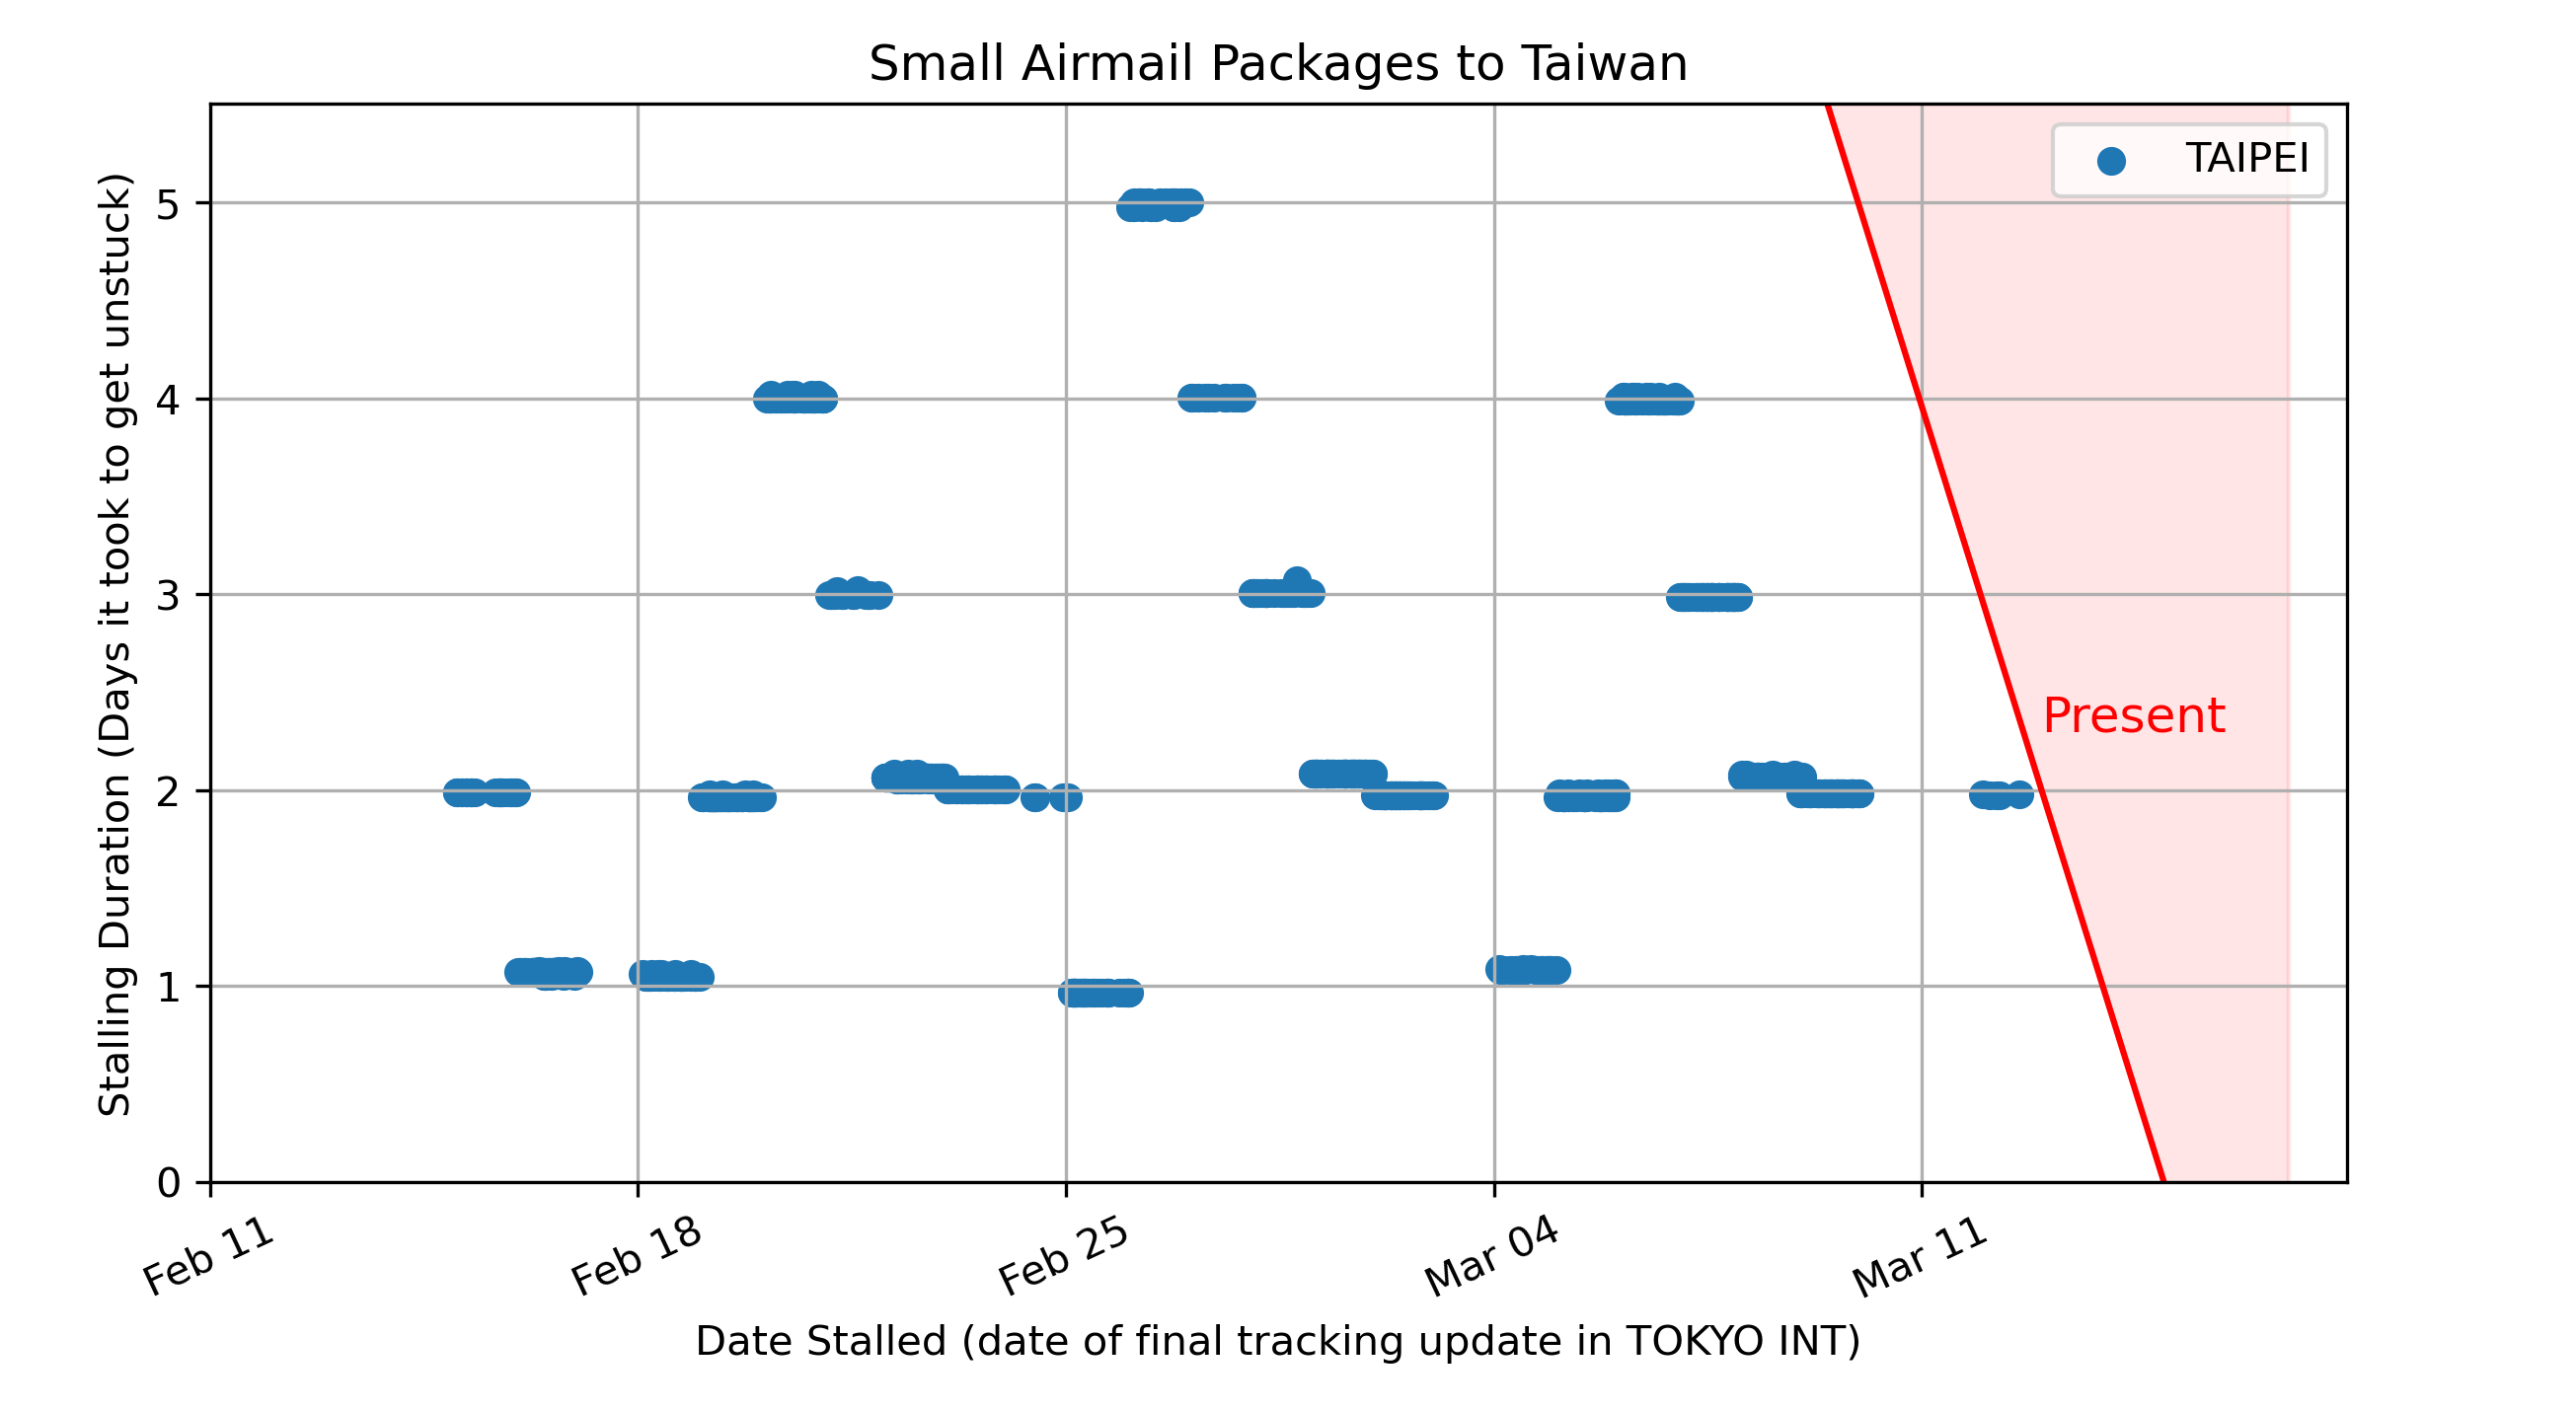 Small Airmail Packages to Taiwan
Stalling Duration (Days it took to get unstuck)
5
4
3
2
1
0
TAIPEI
Present
Feb 11
Feb 18
Feb 25
Mar 04
Mar 11
Date Stalled (date of final tracking update in TOKYO INT)